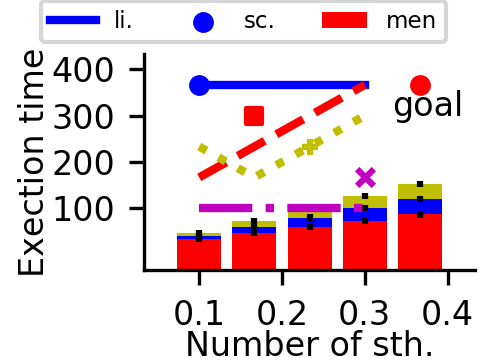 li.
sc.
men
400
300
200
100
Exection time
goal
0.1
0.2
0.3
0.4
Number of sth.